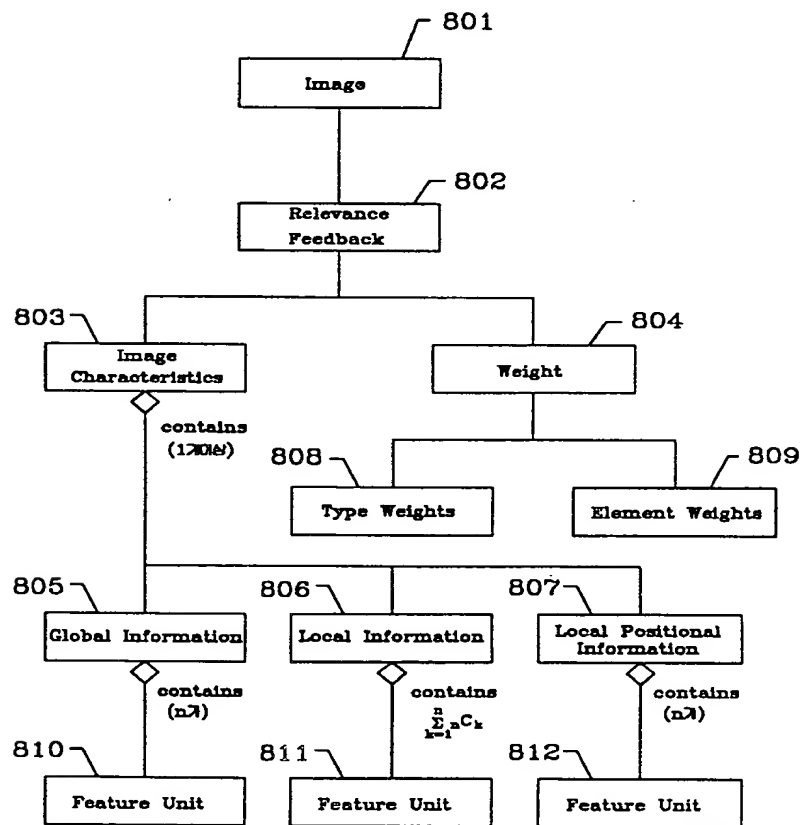 801
Image
802
Relevance
Feedback
803
804
Image
Characteristics
Weight
contains
(1개이상)
808
809
Type Weights
Element Weights
805
806
807
Global Information
Local Information
Local Positional
Information
contains
(n개)
contains
n
Σ nCk
k=1
contains
(n개)
810
811
812
Feature Unit
Feature Unit
Feature Unit